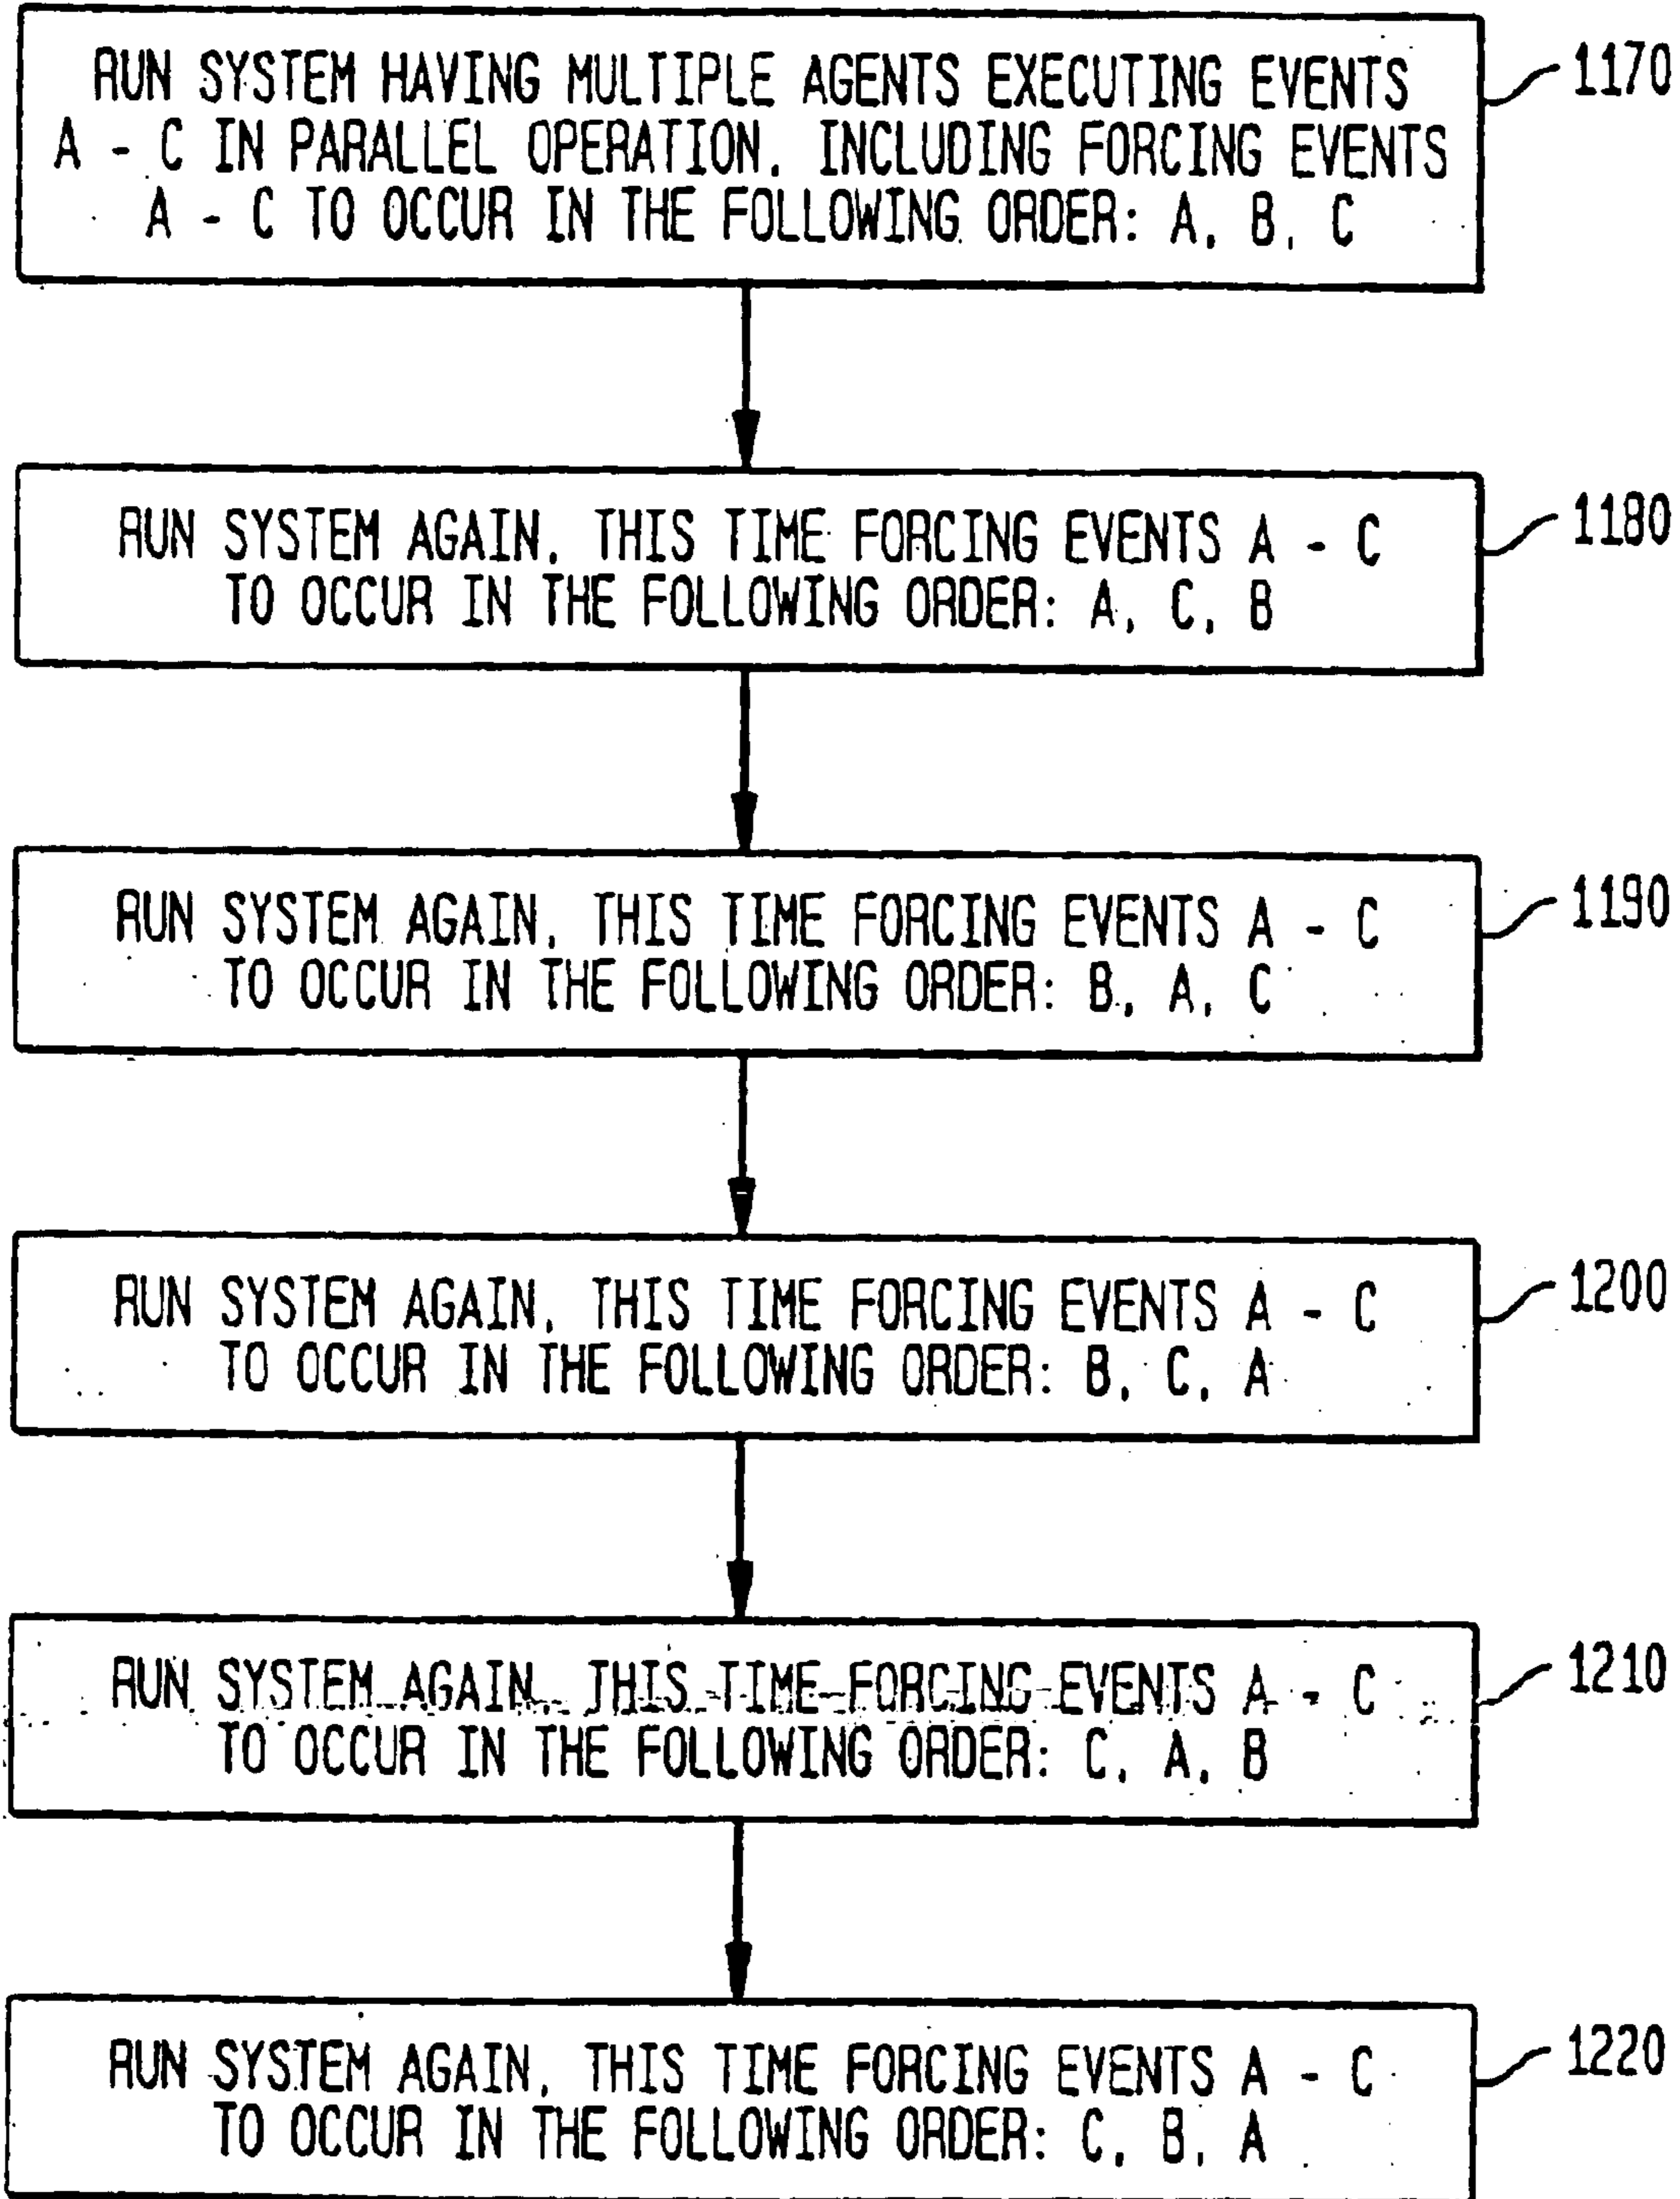 RUN SYSTEM HAVING MULTIPLE AGENTS EXECUTING EVENTS
A - C IN PARALLEL OPERATION, INCLUDING FORCING EVENTS
A - C TO OCCUR IN THE FOLLOWING ORDER: A, B, C
1170
RUN SYSTEM AGAIN, THIS TIME FORCING EVENTS A - C
TO OCCUR IN THE FOLLOWING ORDER: A, C, B
1180
RUN SYSTEM AGAIN, THIS TIME FORCING EVENTS A - C
TO OCCUR IN THE FOLLOWING ORDER: B, A, C
1190
RUN SYSTEM AGAIN, THIS TIME FORCING EVENTS A - C
TO OCCUR IN THE FOLLOWING ORDER: B, C, A
1200
RUN SYSTEM AGAIN, THIS TIME FORCING EVENTS A - C
TO OCCUR IN THE FOLLOWING ORDER: C, A, B
1210
RUN SYSTEM AGAIN, THIS TIME FORCING EVENTS A - C
TO OCCUR IN THE FOLLOWING ORDER: C, B, A
1220